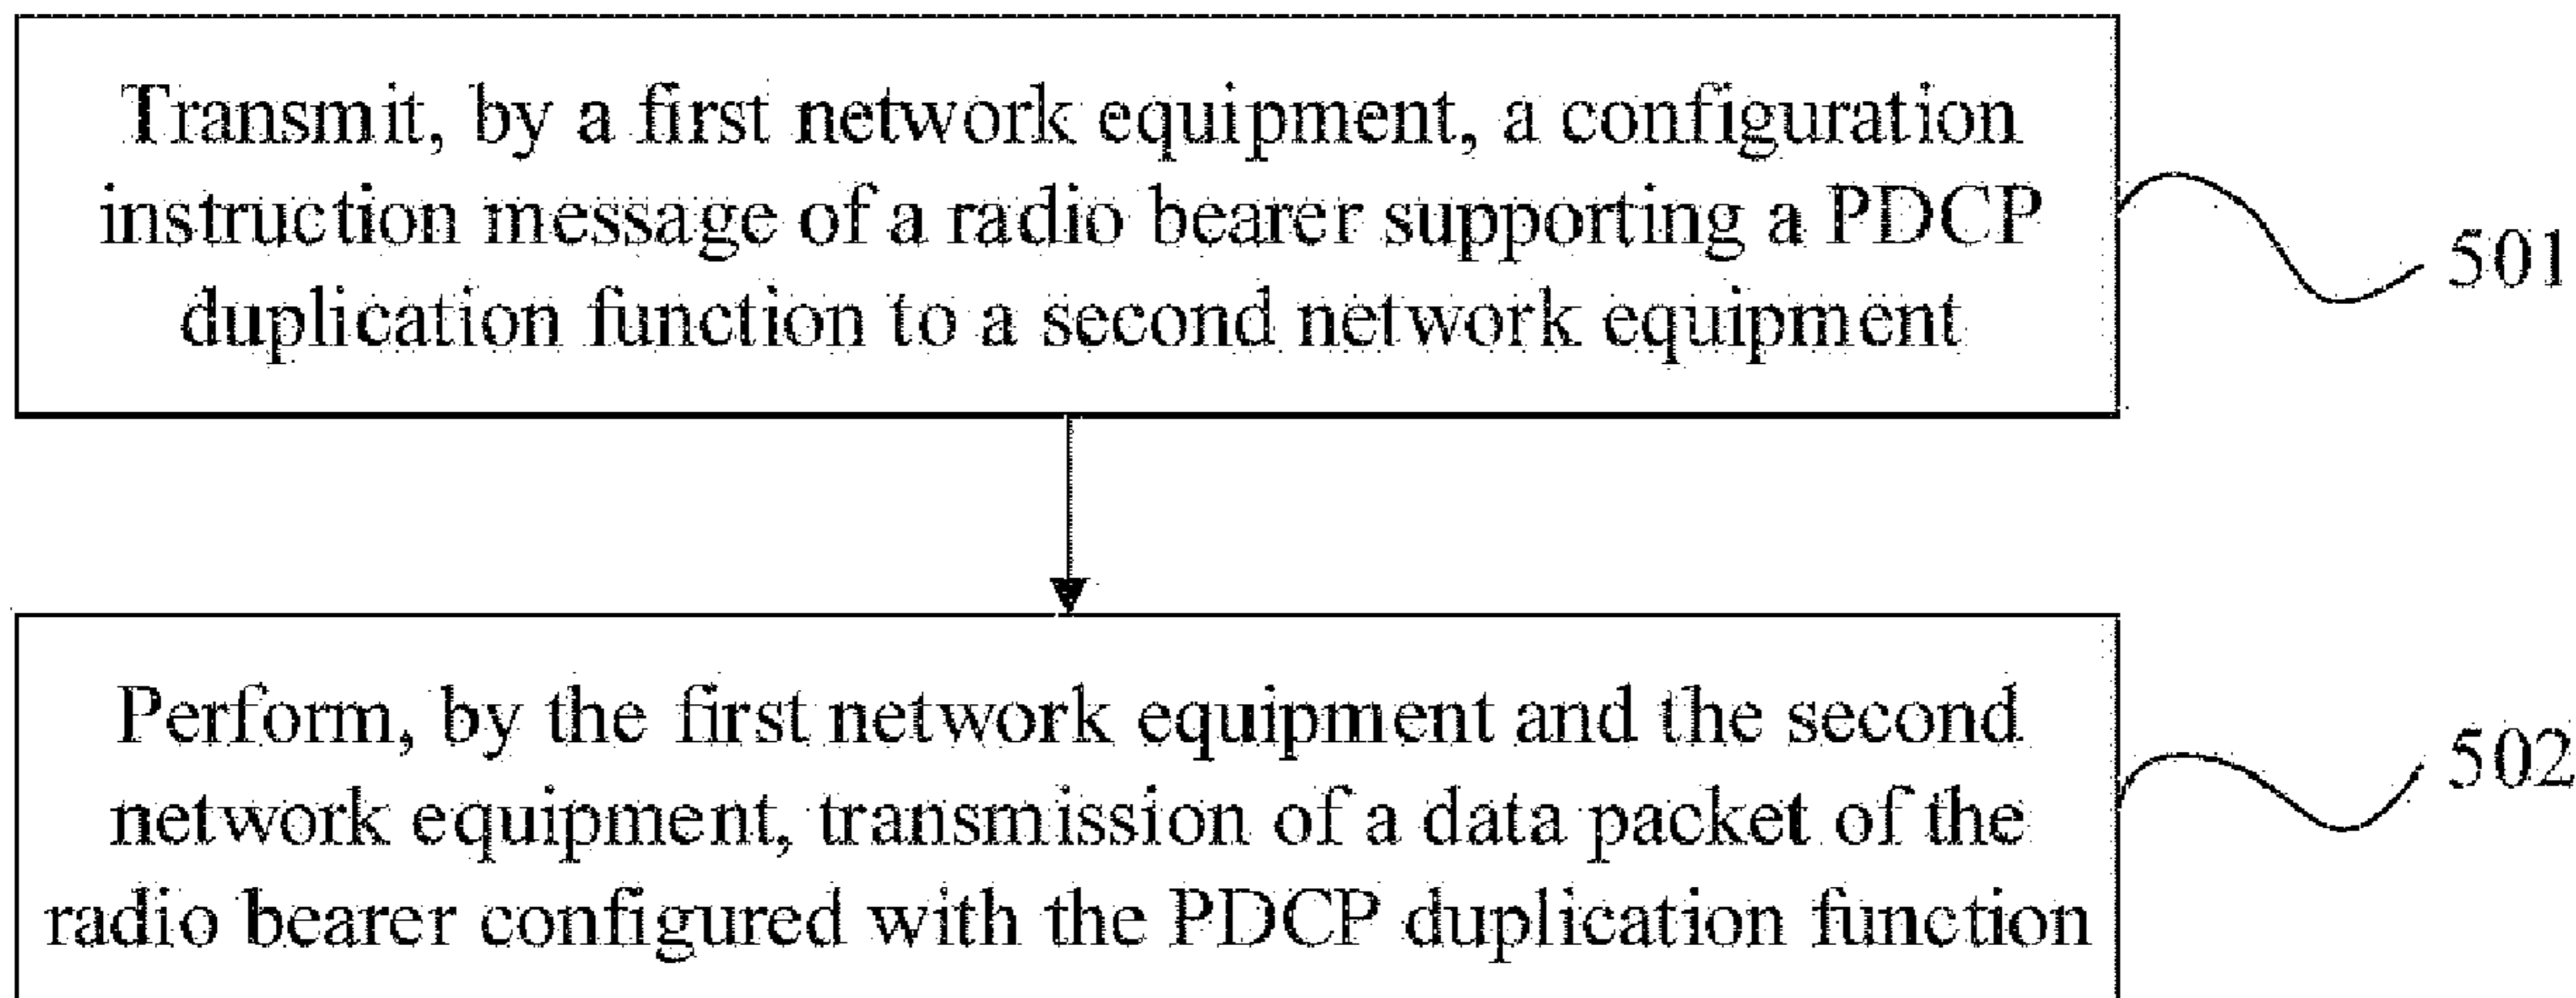 Transmit, by a first network equipment, a configuration
instruction message of a radio bearer supporting a PDCP
duplication function to a second network equipment
501
Perform, by the first network equipment and the second
network equipment, transmission of a data packet of the
radio bearer configured with the PDCP duplication function
502